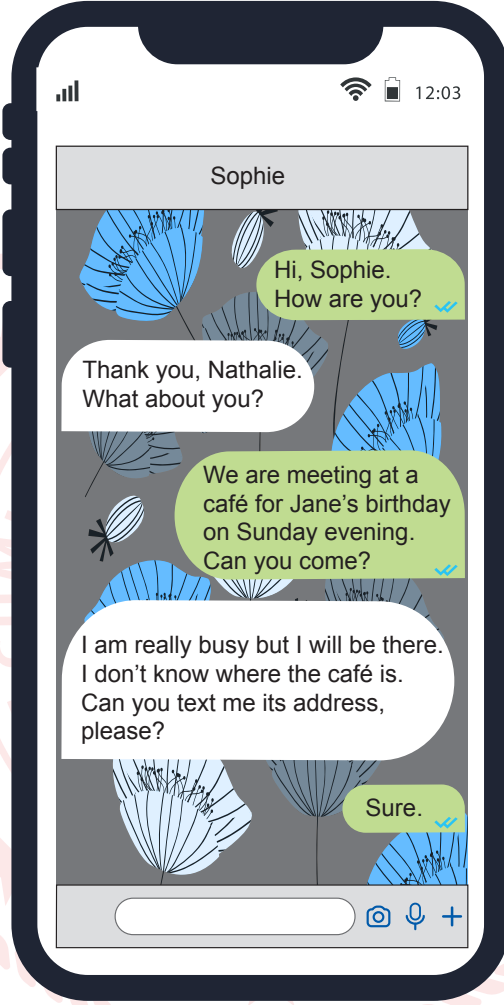 12:03
Sophie
Hi, Sophie.
How are you?
Thank you, Nathalie.
What about you?
We are meeting at a
café for Jane’s birthday
on Sunday evening.
Can you come?
I am really busy but I will be there.
I don’t know where the café is.
Can you text me its address,
please?
Sure.